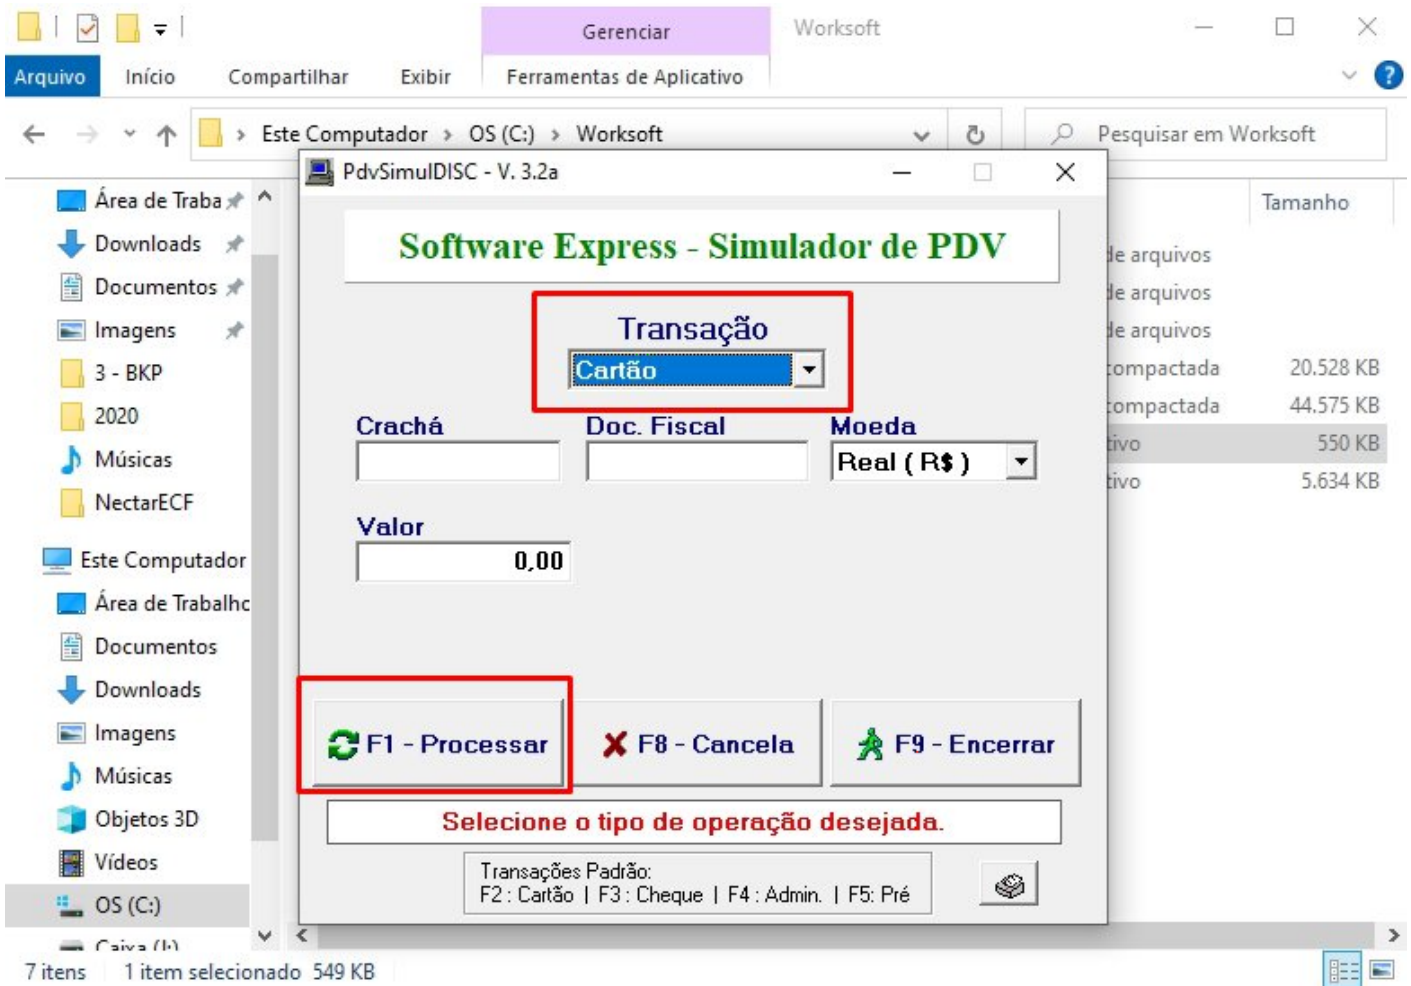 Gerenciar
Worksoft
Arquivo
Início
Compartilhar
Exibir
Ferramentas de Aplicativo
Este Computador > OS (C:) > Worksoft
Pesquisar em Worksoft
Área de Traba
Downloads
Documentos
Imagens
3 - BKP
2020
Músicas
NectarECF
Este Computador
Área de Trabalho
Documentos
Downloads
Imagens
Músicas
Objetos 3D
Vídeos
OS (C:)
Caixa (I:)
PdvSimulDISC - V. 3.2a
Software Express - Simulador de PDV
Transação
Cartão
Crachá
Doc. Fiscal
Moeda
Real ( R$ )
Valor
0,00
F1 - Processar
F8 - Cancela
F9 - Encerrar
Selecione o tipo de operação desejada.
Transações Padrão:
F2 : Cartão | F3 : Cheque | F4 : Admin. | F5: Pré
Tamanho
de arquivos
de arquivos
de arquivos
compactada 20.528 KB
compactada 44.575 KB
tivo 550 KB
tivo 5.634 KB
7 itens
1 item selecionado 549 KB